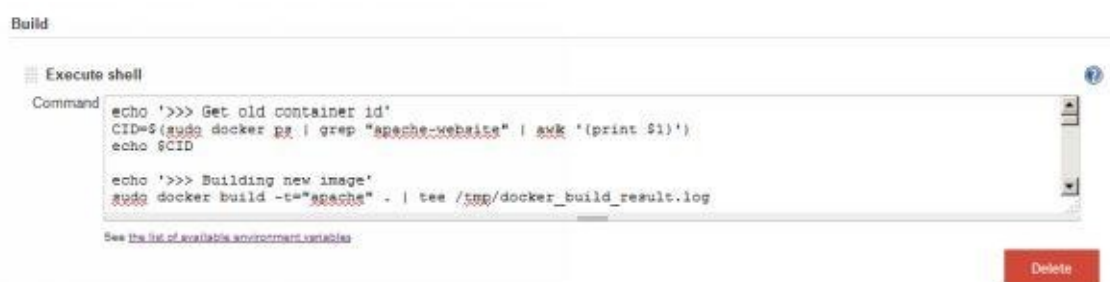 Build
Execute shell
Command
echo '>>> Get old container id'
CID=$(sudo docker ps | grep "apache-website" | awk '{print $1}')
echo $CID
echo '>>> Building new image'
sudo docker build -t="apache" . | tee /tmp/docker_build_result.log
See the list of available environment variables
Delete